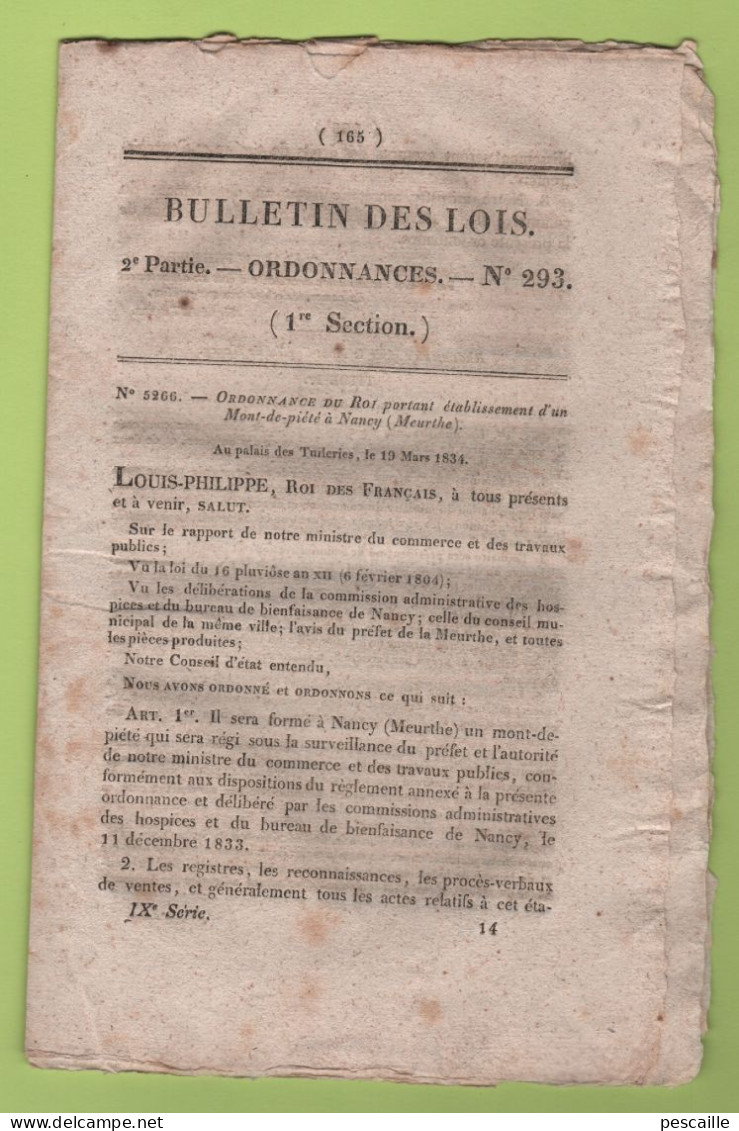 ( 165 )
BULLETIN DES LOIS.
2e Partie. — ORDONNANCES. — N° 293.
(1re Section.)
N° 5266. — ORDONNANCE DU ROI portant établissement d'un
Mont-de-piété à Nancy (Meurthe).
Au palais des Tuileries, le 19 Mars 1834.
LOUIS-PHILIPPE, ROI DES FRANÇAIS, à tous présents
et à venir, SALUT.
Sur le rapport de notre ministre du commerce et des travaux
publics;
Vu la loi du 16 pluviôse an XII (6 février 1804);
Vu les délibérations de la commission administrative des hos-
pices et du bureau de bienfaisance de Nancy; celle du conseil mu-
nicipal de la même ville; l'avis du préfet de la Meurthe, et toutes
les pièces produites;
Notre Conseil d'état entendu,
NOUS AVONS ORDONNÉ et ORDONNONS ce qui suit :
ART. 1er. Il sera formé à Nancy (Meurthe) un mont-de-
piété qui sera régi sous la surveillance du préfet et l'autorité
de notre ministre du commerce et des travaux publics, con-
formément aux dispositions du règlement annexé à la présente
ordonnance et délibéré par les commissions administratives
des hospices et du bureau de bienfaisance de Nancy, le
11 décembre 1833.
2. Les registres, les reconnaissances, les procès-verbaux
de ventes, et généralement tous les actes relatifs à cet éta-
IXe Série. 14
pescaille